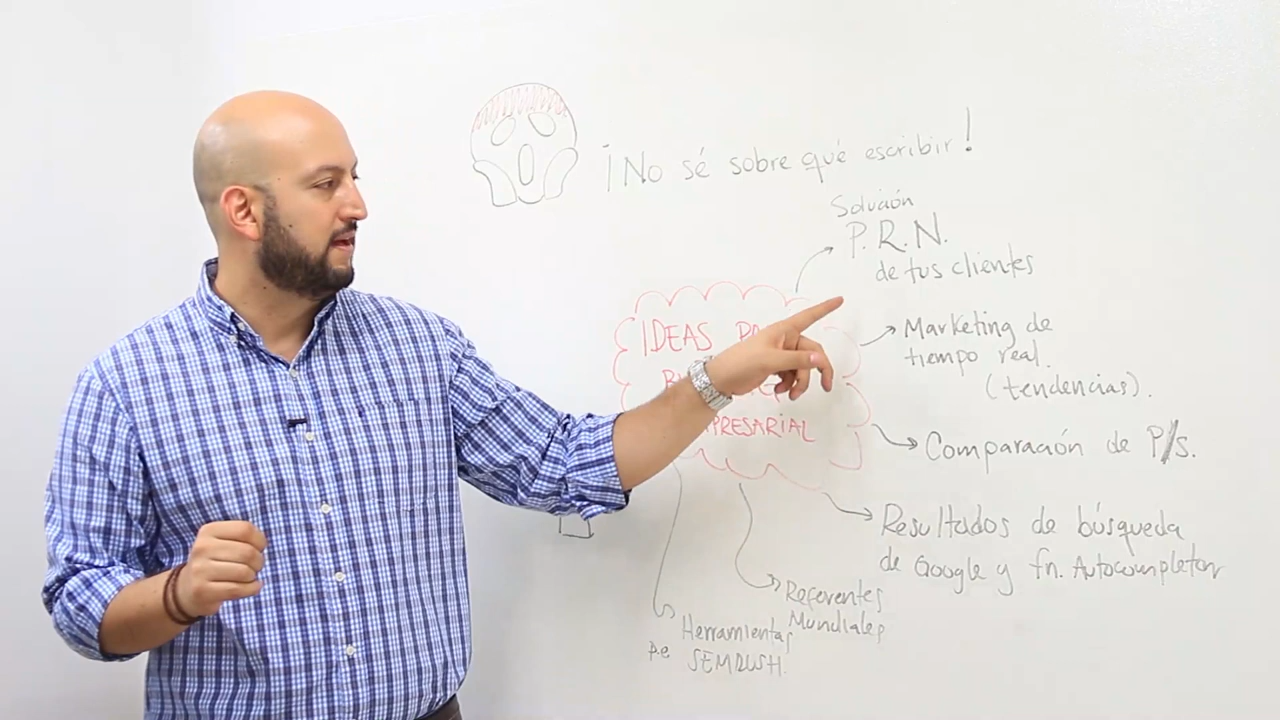 ¡No sé sobre qué escribir!
Solución
P.R.N.
de tus clientes
IDEAS
EMPRESARIAL
Marketing de
tiempo real.
(tendencias).
Comparación de P/s.
Resultados de búsqueda
de Google y fn. Autocompletar
Referentes
Mundiales
Herramientas
p.e SEMRUSH.